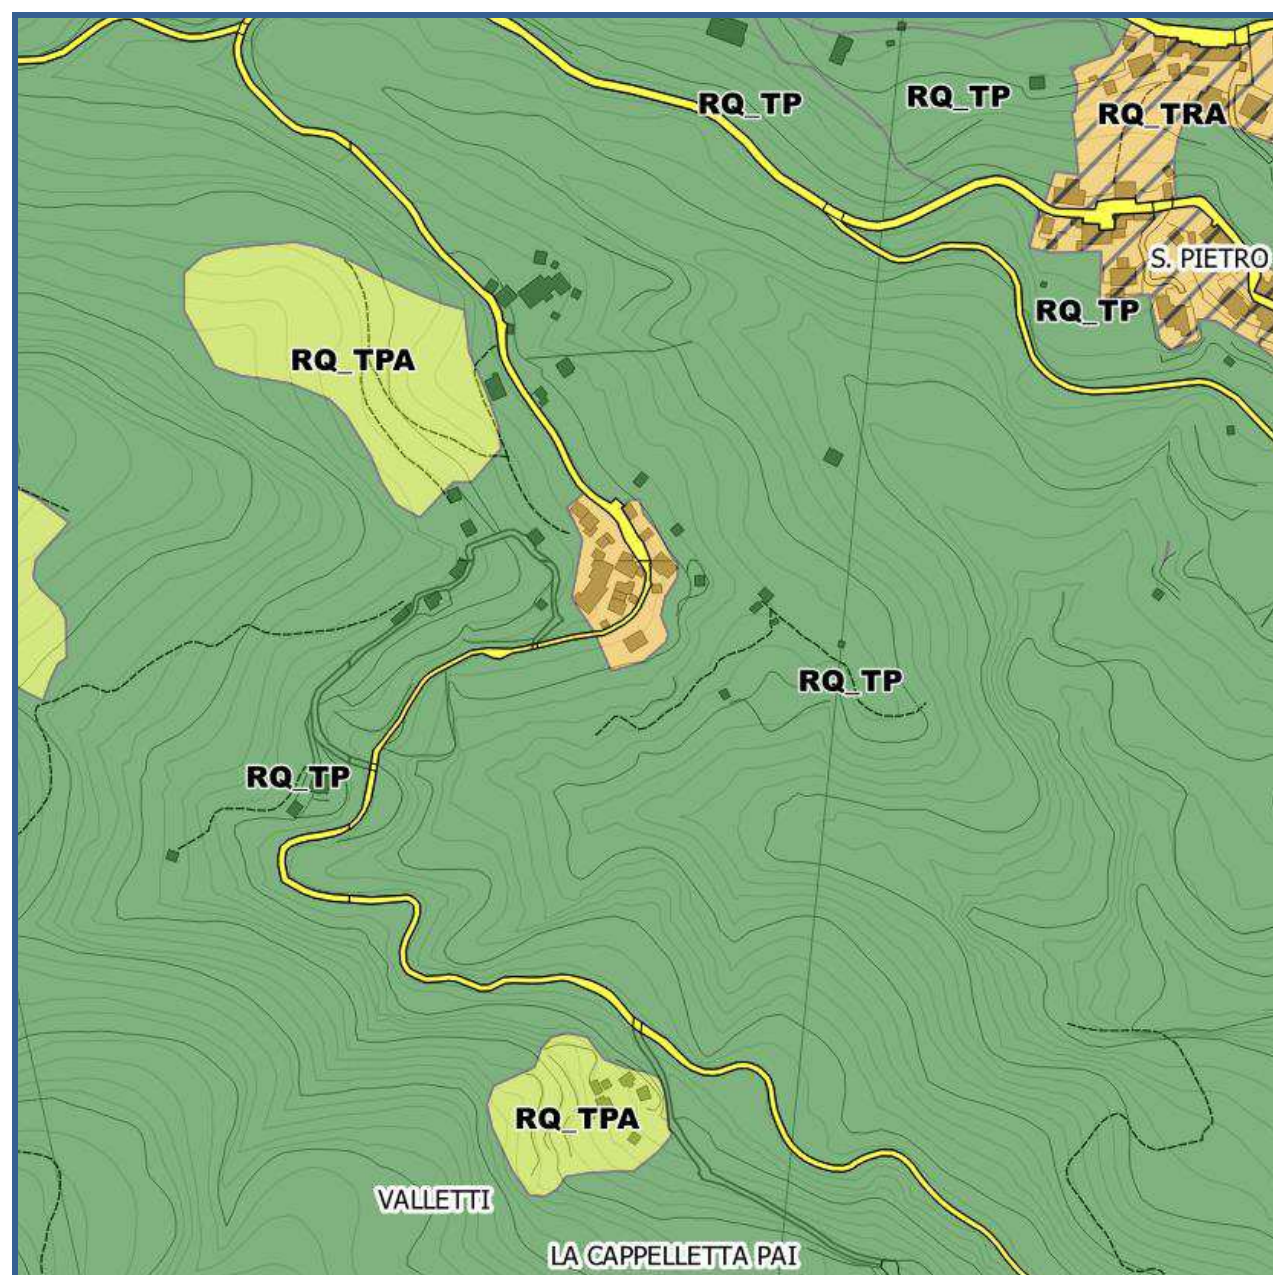 RQ_TP
RQ_TP
RQ_TRA
S. PIETRO
RQ_TP
RQ_TPA
RQ_TP
RQ_TP
RQ_TPA
VALLETTI
LA CAPPELLETTA PAI